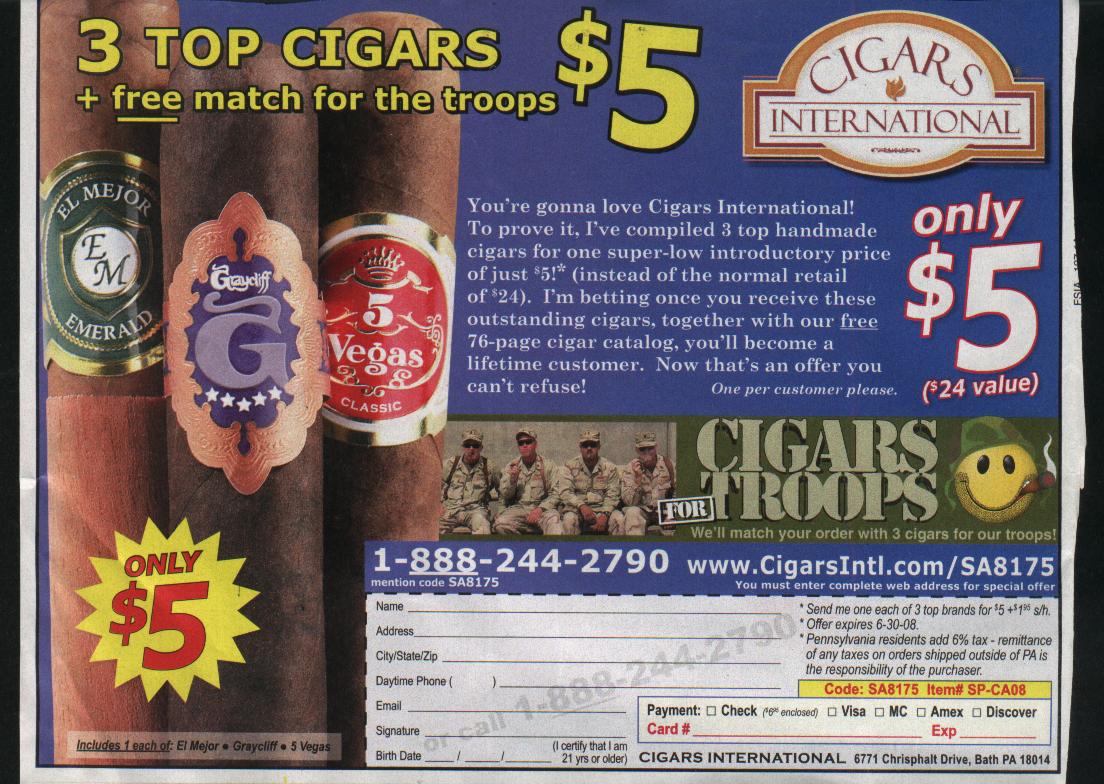 3 TOP CIGARS
+ free match for the troops
$5
CIGARS
INTERNATIONAL
EL MEJOR
EM
EMERALD
Graycliff
G
5
Vegas
CLASSIC
You're gonna love Cigars International!
To prove it, I've compiled 3 top handmade
cigars for one super-low introductory price
of just $5!* (instead of the normal retail
of $24). I'm betting once you receive these
outstanding cigars, together with our free
76-page cigar catalog, you'll become a
lifetime customer. Now that's an offer you
can't refuse!
One per customer please.
only
$5
($24 value)
CIGARS
FOR TROOPS
We'll match your order with 3 cigars for our troops!
ONLY
$5
Includes 1 each of: El Mejor ● Graycliff ● 5 Vegas
1-888-244-2790 www.CigarsIntl.com/SA8175
mention code SA8175
You must enter complete web address for special offer
Name
Address
City/State/Zip
Daytime Phone ( )
Email
Signature
Birth Date / /
(I certify that I am
21 yrs or older)
or call 1-888-244-2790
* Send me one each of 3 top brands for $5 +$1.95 s/h.
* Offer expires 6-30-08.
* Pennsylvania residents add 6% tax - remittance
of any taxes on orders shipped outside of PA is
the responsibility of the purchaser.
Code: SA8175 Item# SP-CA08
Payment: □ Check ($6.95 enclosed) □ Visa □ MC □ Amex □ Discover
Card # Exp
CIGARS INTERNATIONAL 6771 Chrisphalt Drive, Bath PA 18014